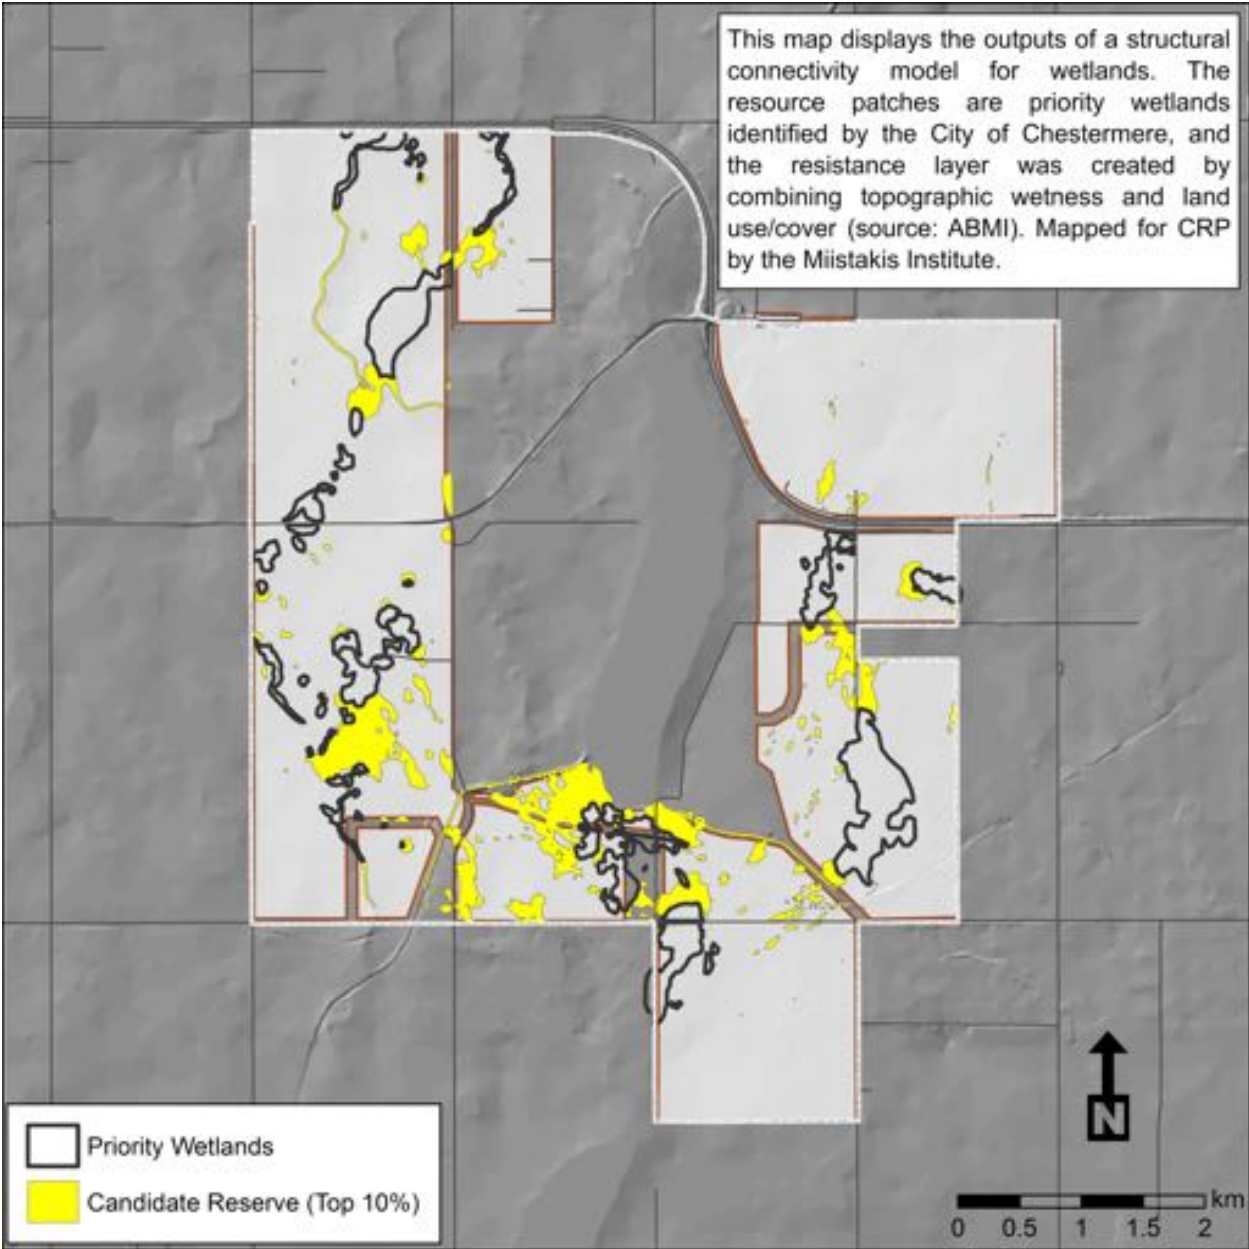 This map displays the outputs of a structural
connectivity model for wetlands. The
resource patches are priority wetlands
identified by the City of Chestermere, and
the resistance layer was created by
combining topographic wetness and land
use/cover (source: ABMI). Mapped for CRP
by the Miistakis Institute.
N
Priority Wetlands
Candidate Reserve (Top 10%)
km
0 0.5 1 1.5 2